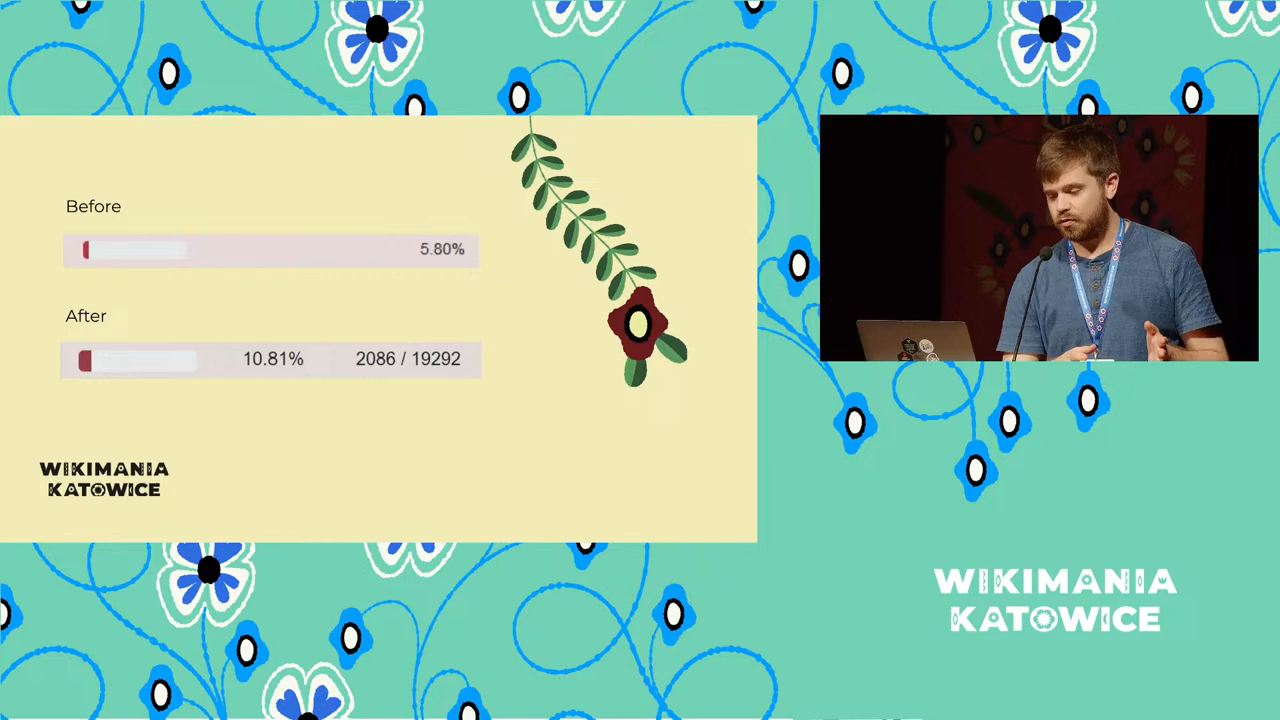 Before
5.80%
After
10.81% 2086 / 19292
WIKIMANIA
KATOWICE
WIKIMANIA
KATOWICE